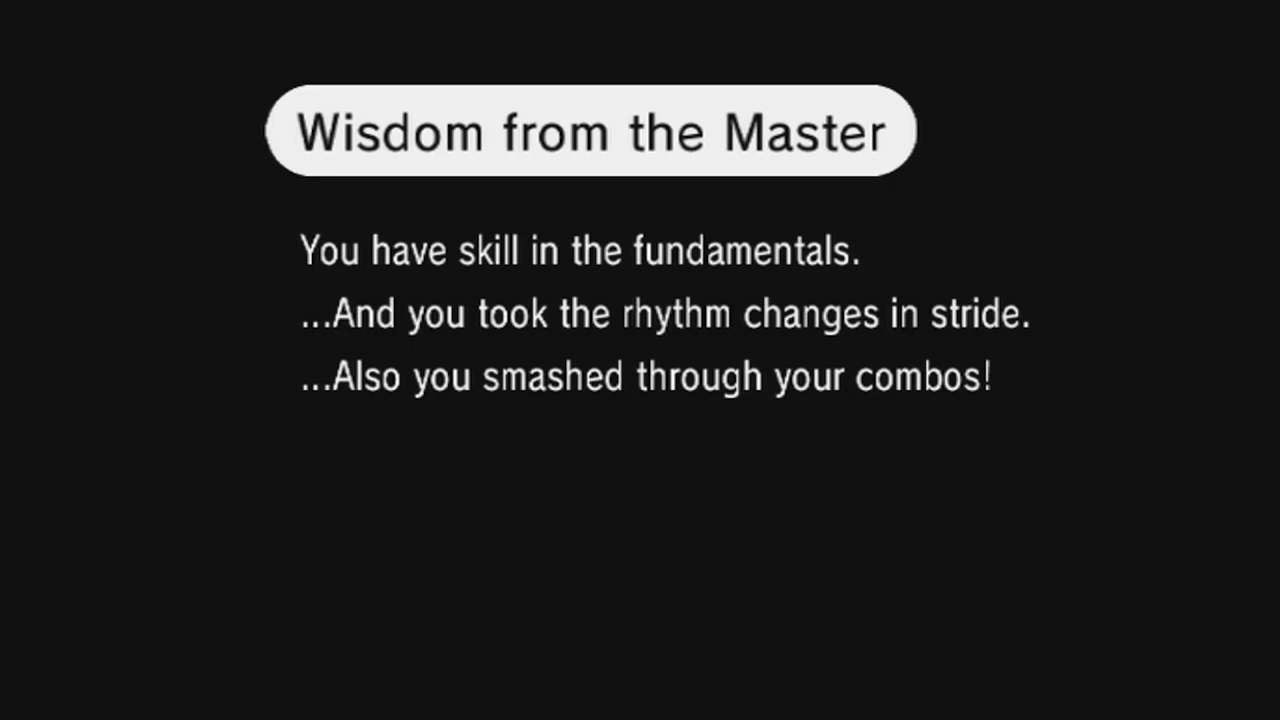 Wisdom from the Master
You have skill in the fundamentals.
...And you took the rhythm changes in stride.
...Also you smashed through your combos!